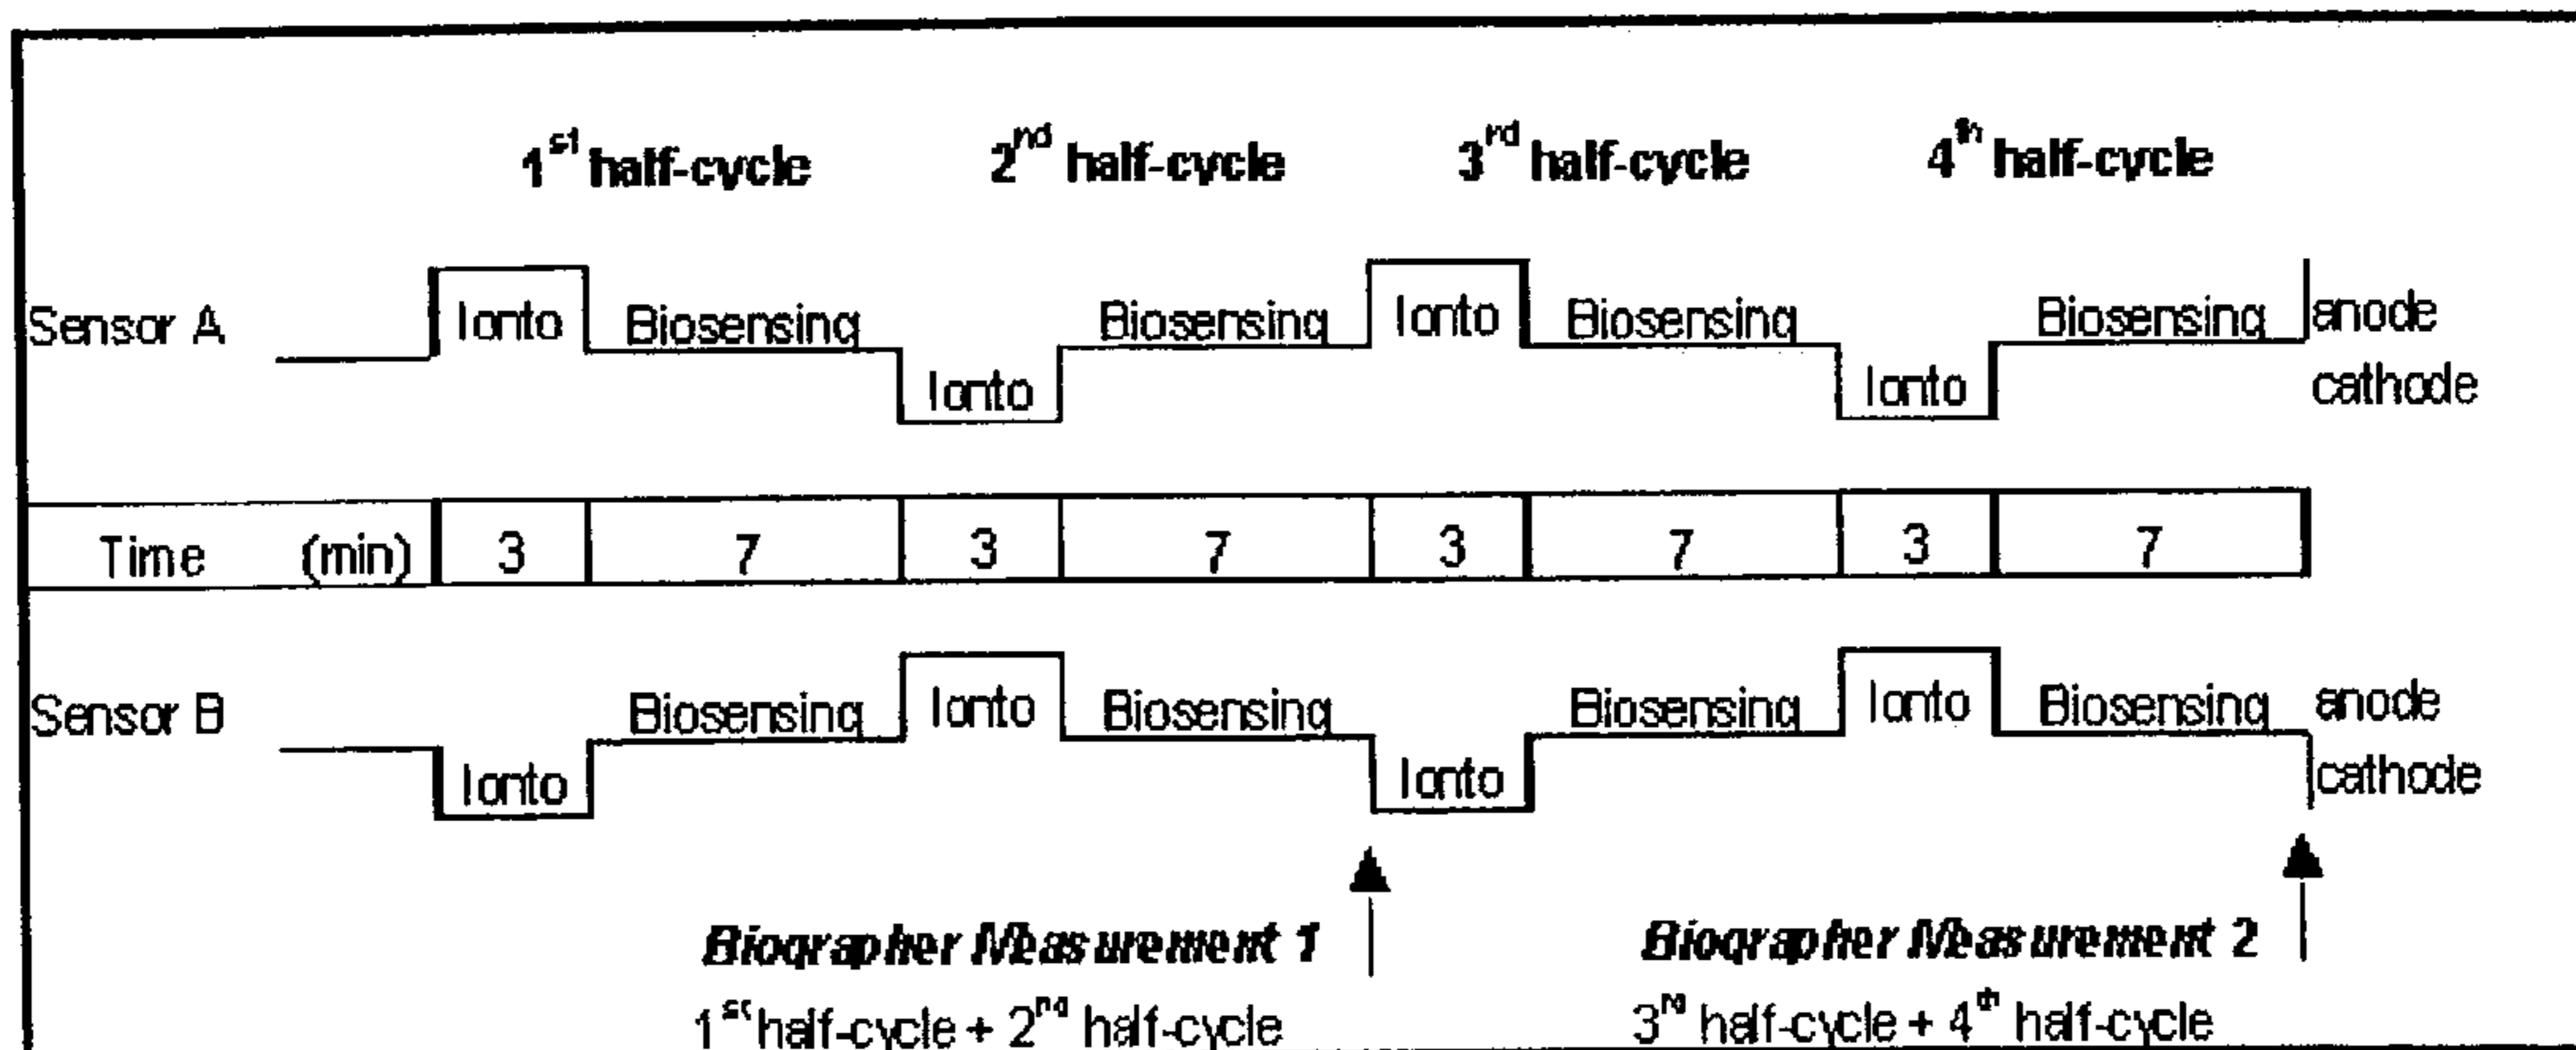 1st half-cycle 2nd half-cycle 3rd half-cycle 4th half-cycle
Sensor A Ionto Biosensing Ionto Biosensing Ionto Biosensing Ionto Biosensing anode
cathode
Time (min) 3 7 3 7 3 7 3 7
Sensor B Ionto Biosensing Ionto Biosensing Ionto Biosensing Ionto Biosensing anode
cathode
Biographer Measurement 1 Biographer Measurement 2
1st half-cycle + 2nd half-cycle 3rd half-cycle + 4th half-cycle